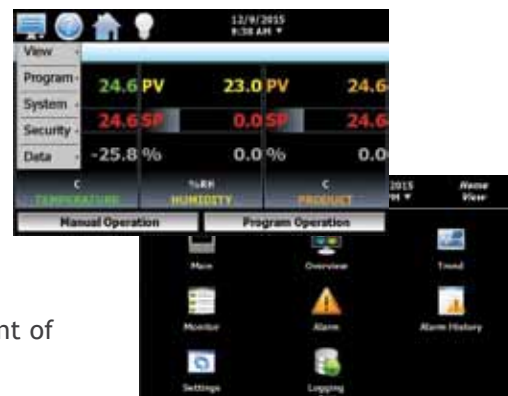 12/9/2015
9:38 AM
View
Program
System
Security
Data
24.6 PV 23.0 PV 24.6
24.6 SP 0.0 SP 24.6
-25.8 % 0.0 % 0.0
C %RH C
TEMPERATURE HUMIDITY PRODUCT
Manual Operation Program Operation
2015 Home
PM View
Main Overview Trend
Monitor Alarm Alarm History
Settings Logging
nt of